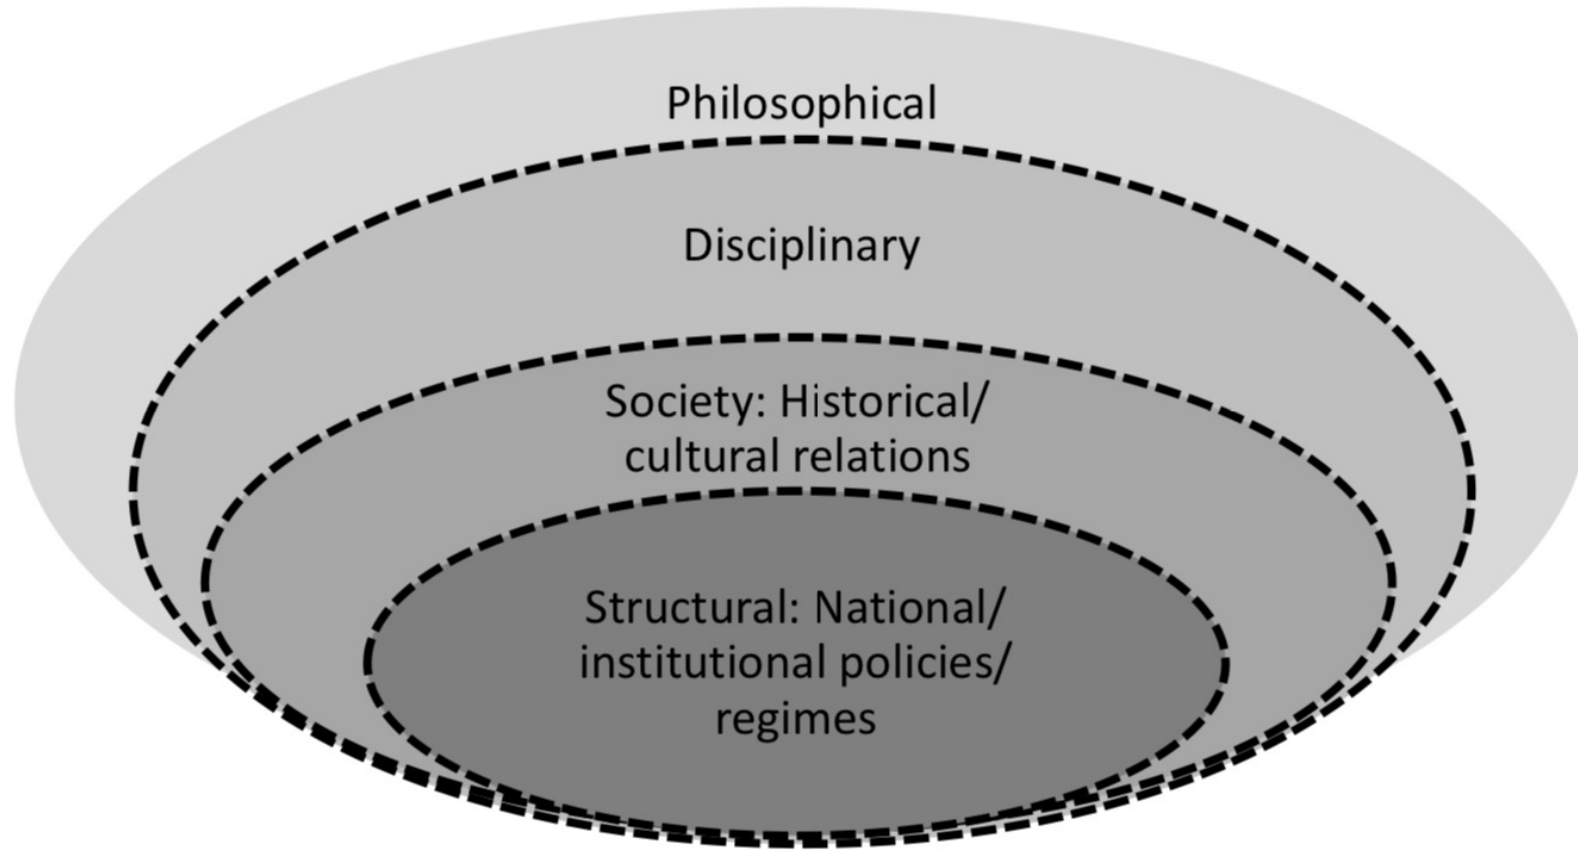 Philosophical
Disciplinary
Society: Historical/
cultural relations
Structural: National/
institutional policies/
regimes